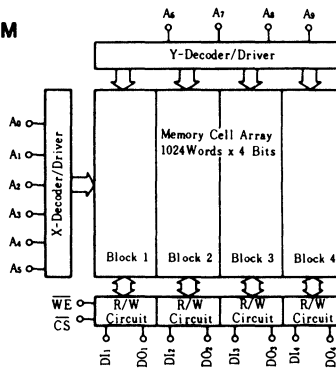 M
A₆ A₇ A₈ A₉
Y-Decoder/Driver
X-Decoder/Driver
A₀
A₁
A₂
A₃
A₄
A₅
Memory Cell Array
1024Words x 4 Bits
Block 1 Block 2 Block 3 Block 4
W̅E̅
C̅S̅
R/W R/W R/W R/W
Circuit Circuit Circuit Circuit
DI₁ DO₁ DI₂ DO₂ DI₃ DO₃ DI₄ DO₄